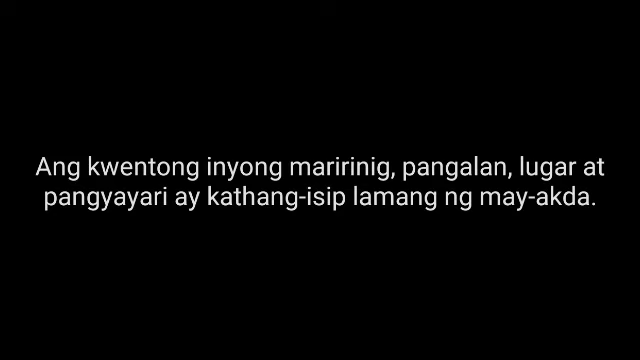 Ang kwentong inyong maririnig, pangalan, lugar at
pangyayari ay kathang-isip lamang ng may-akda.